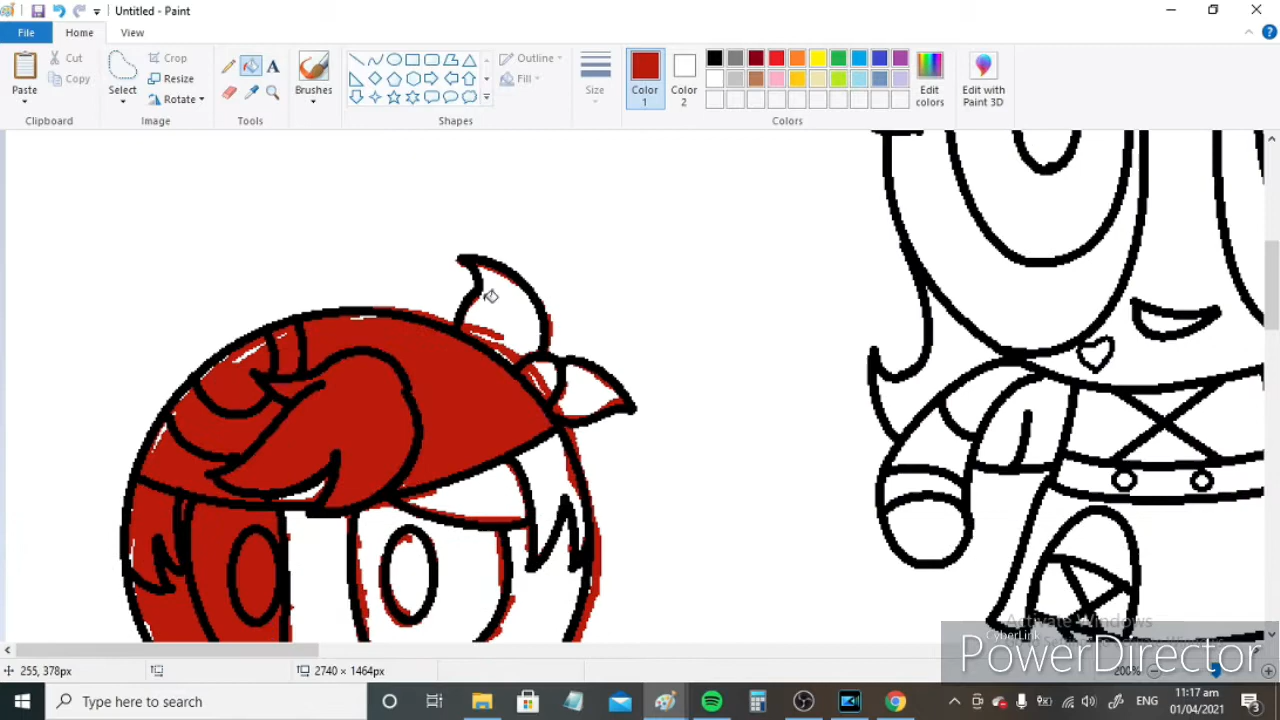 Untitled - Paint
File
Home
View
Paste
Cut
Copy
Clipboard
Select
Crop
Resize
Rotate
Image
A
Tools
Brushes
Outline
Fill
Shapes
Size
Color 1
Color 2
Edit colors
Edit with Paint 3D
Colors
Activate Windows
CyberLink
PowerDirector
255, 378px
2740 × 1464px
200%
Type here to search
ENG
11:17 am
01/04/2021
3